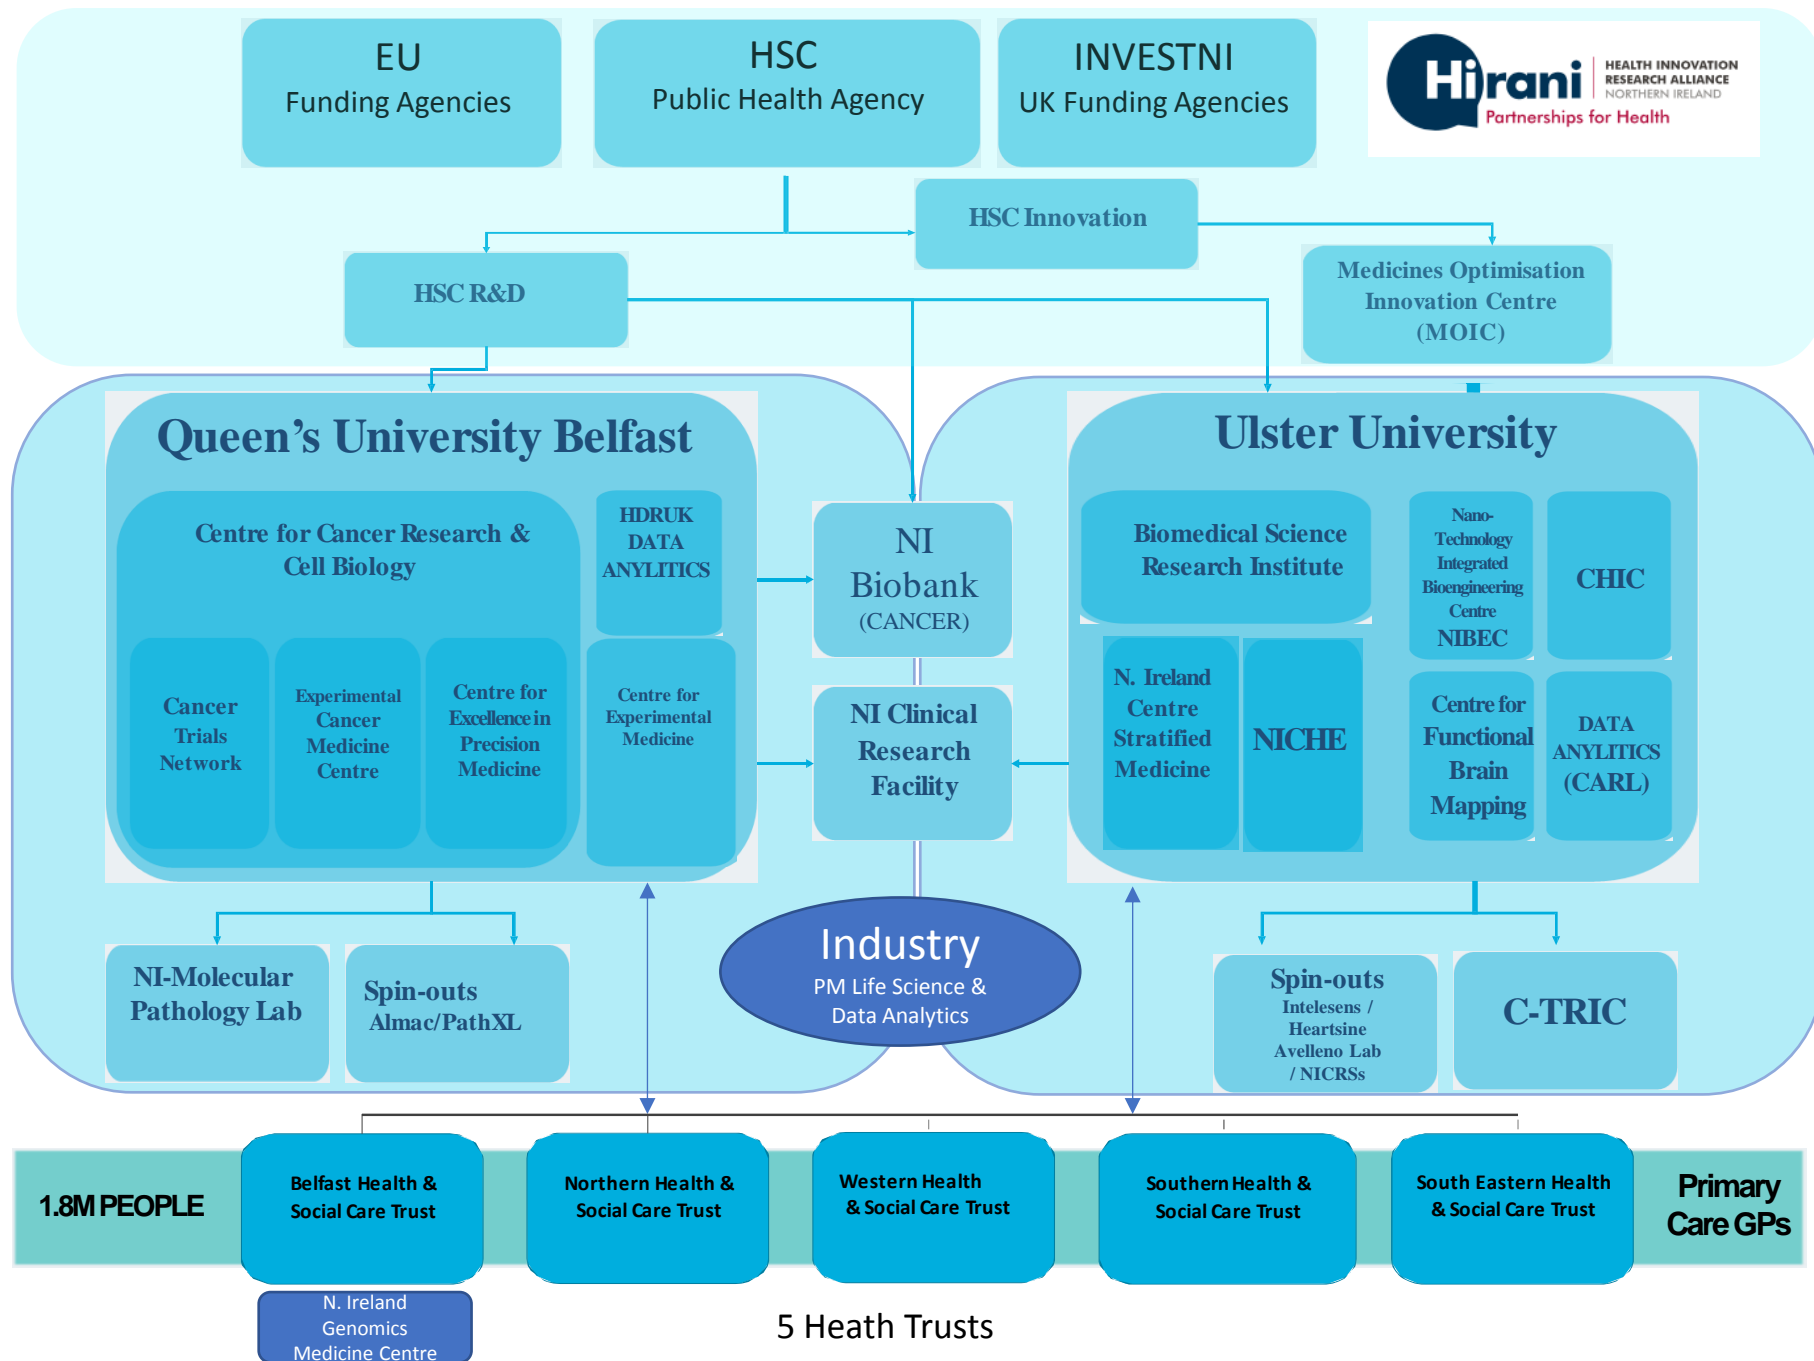 EU
Funding Agencies
HSC
Public Health Agency
INVESTNI
UK Funding Agencies
Hirani
HEALTH INNOVATION
RESEARCH ALLIANCE
NORTHERN IRELAND
Partnerships for Health
HSC Innovation
HSC R&D
Medicines Optimisation
Innovation Centre
(MOIC)
Queen's University Belfast
Centre for Cancer Research &
Cell Biology
HDRUK
DATA
ANYLITICS
Cancer
Trials
Network
Experimental
Cancer
Medicine
Centre
Centre for
Excellence in
Precision
Medicine
Centre for
Experimental
Medicine
NI
Biobank
(CANCER)
NI Clinical
Research
Facility
Ulster University
Biomedical Science
Research Institute
Nano-
Technology
Integrated
Bioengineering
Centre
NIBEC
CHIC
N. Ireland
Centre
Stratified
Medicine
NICHE
Centre for
Functional
Brain
Mapping
DATA
ANYLITICS
(CARL)
NI-Molecular
Pathology Lab
Spin-outs
Almac/PathXL
Industry
PM Life Science &
Data Analytics
Spin-outs
Intelesens /
Heartsine
Avelleno Lab
/ NICRSs
C-TRIC
1.8M PEOPLE
Belfast Health &
Social Care Trust
Northern Health &
Social Care Trust
Western Health
& Social Care Trust
Southern Health &
Social Care Trust
South Eastern Health
& Social Care Trust
Primary
Care GPs
N. Ireland
Genomics
Medicine Centre
5 Heath Trusts